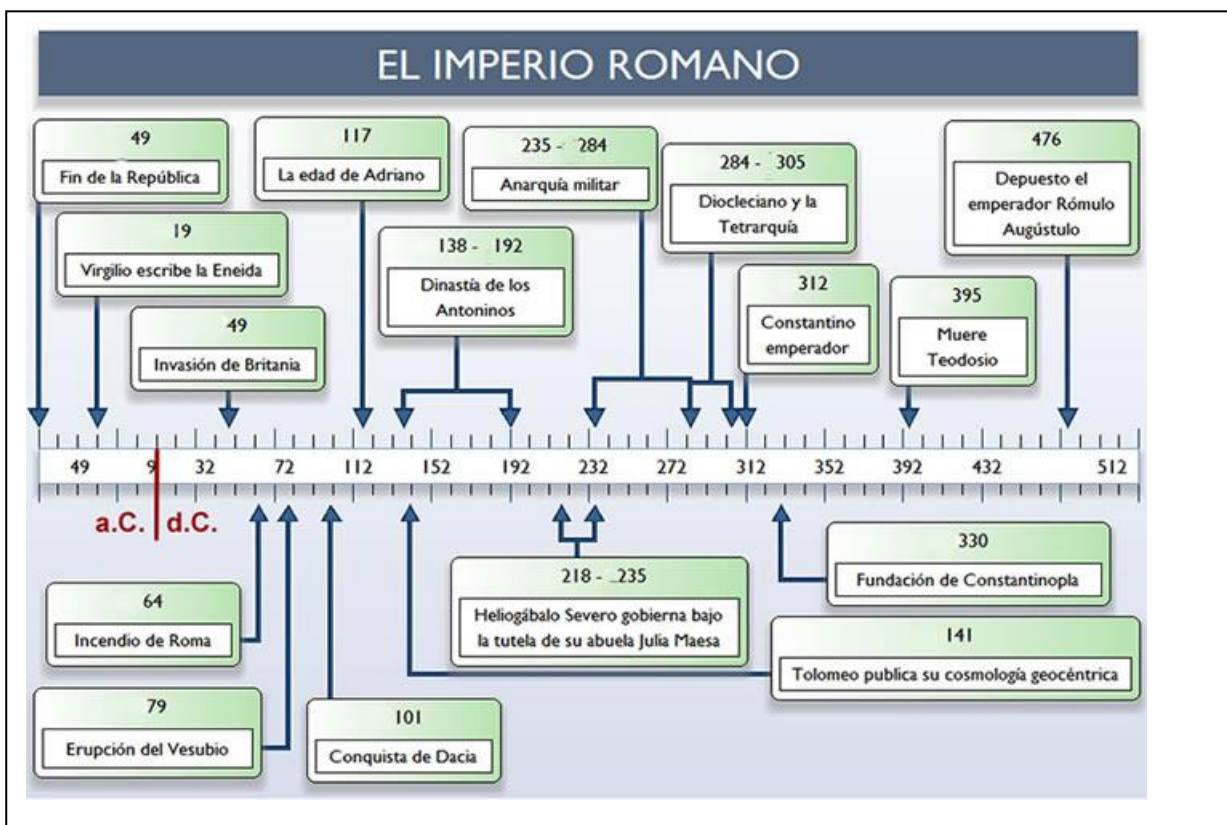 EL IMPERIO ROMANO
49
Fin de la República
19
Virgilio escribe la Eneida
49
Invasión de Britania
117
La edad de Adriano
138 - 192
Dinastía de los
Antoninos
235 - 284
Anarquía militar
284 - 305
Diocleciano y la
Tetrarquía
312
Constantino
emperador
395
Muere
Teodosio
476
Depuesto el
emperador Rómulo
Augústulo
49 9 32 72 112 152 192 232 272 312 352 392 432 512
a.C. d.C.
64
Incendio de Roma
79
Erupción del Vesubio
101
Conquista de Dacia
218 - 235
Heliogábalo Severo gobierna bajo
la tutela de su abuela Julia Maesa
330
Fundación de Constantinopla
141
Tolomeo publica su cosmología geocéntrica